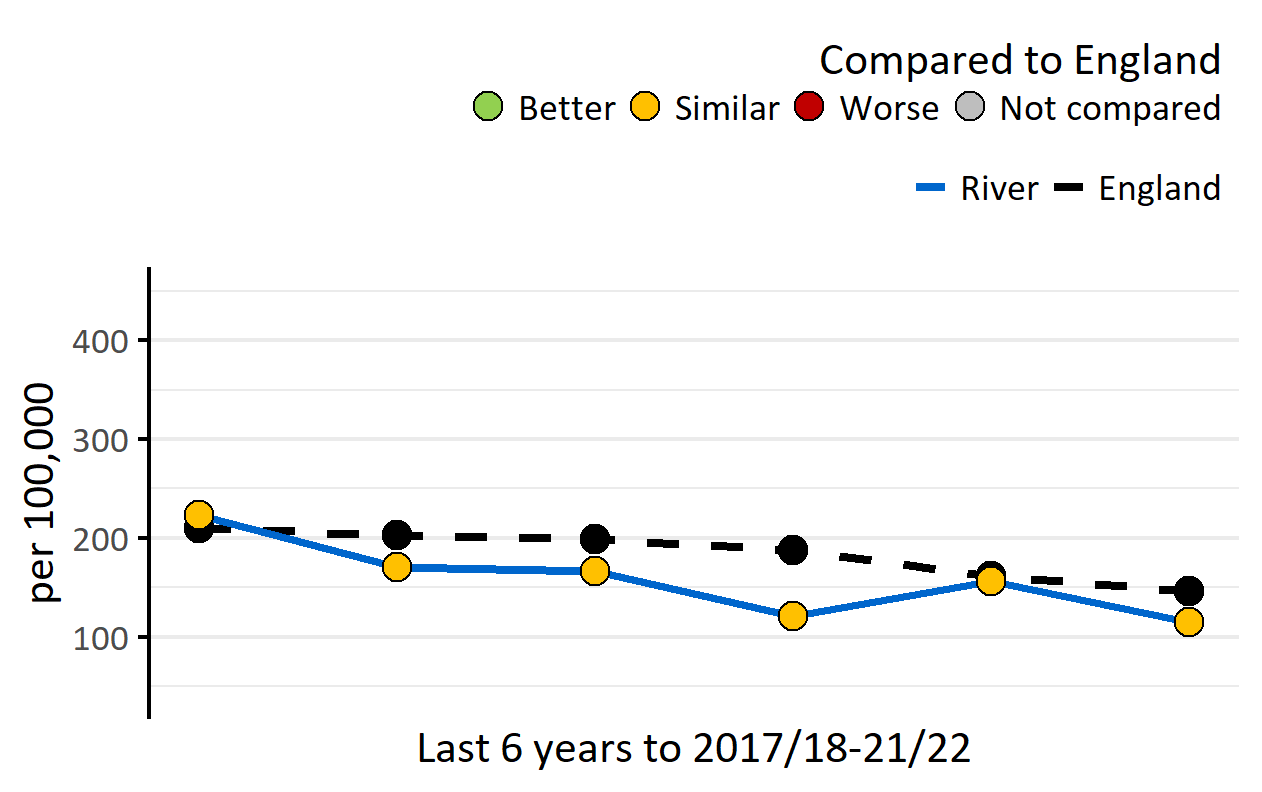 Compared to England
Better Similar Worse Not compared
River England
400
300
200
100
per 100,000
Last 6 years to 2017/18-21/22